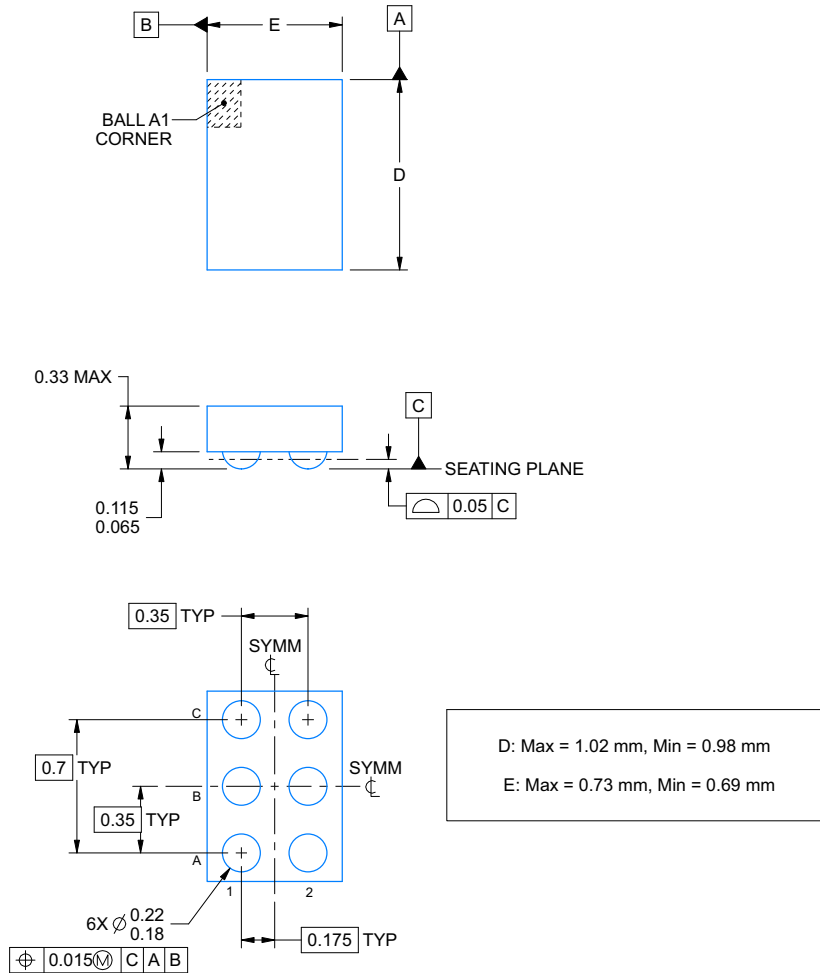 B
E
A
BALL A1
CORNER
D
0.33 MAX
C
SEATING PLANE
0.115
0.065
⌓ 0.05 C
0.35 TYP
SYMM
℄
C
0.7 TYP
SYMM
℄
B
0.35 TYP
A
1
2
6X ∅ 0.22
0.18
0.175 TYP
⌖ 0.015Ⓜ C A B
D: Max = 1.02 mm, Min = 0.98 mm
E: Max = 0.73 mm, Min = 0.69 mm